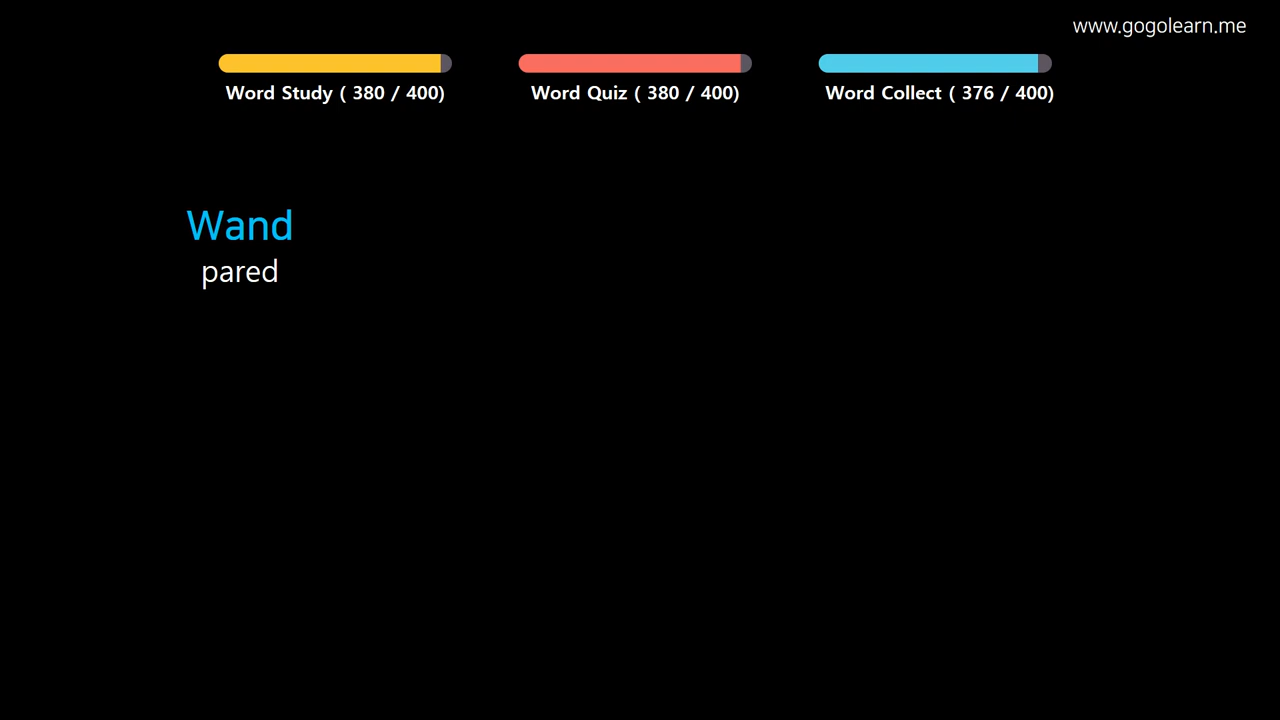 www.gogolearn.me
Word Study ( 380 / 400)
Word Quiz ( 380 / 400)
Word Collect ( 376 / 400)
Wand
pared